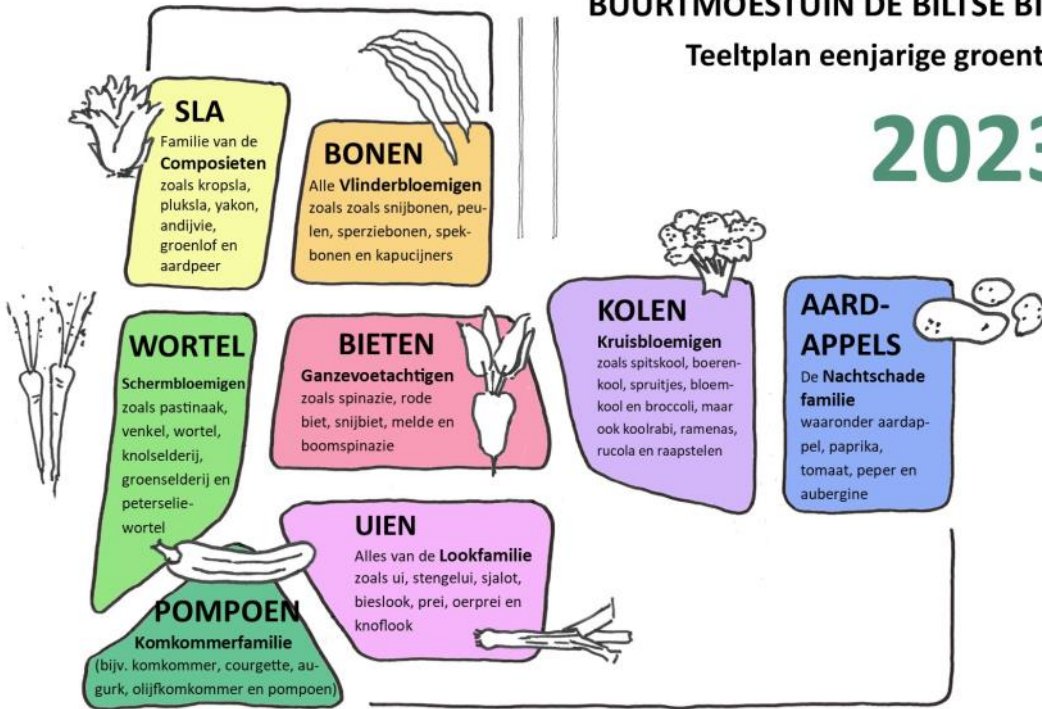 BUURTMOESTUIN DE BILTSE BI
Teeltplan eenjarige groent
2023
SLA
Familie van de
Composieten
zoals kropsla,
pluksla, yakon,
andijvie,
groenlof en
aardpeer
BONEN
Alle Vlinderbloemigen
zoals zoals snijbonen, peu-
len, sperziebonen, spek-
bonen en kapucijners
WORTEL
Schermbloemigen
zoals pastinaak,
venkel, wortel,
knolselderij,
groenselderij en
peterselie-
wortel
BIETEN
Ganzevoetachtigen
zoals spinazie, rode
biet, snijbiet, melde en
boomspinazie
KOLEN
Kruisbloemigen
zoals spitskool, boeren-
kool, spruitjes, bloem-
kool en broccoli, maar
ook koolrabi, ramenas,
rucola en raapstelen
AARD-
APPELS
De Nachtschade
familie
waaronder aardap-
pel, paprika,
tomaat, peper en
aubergine
UIEN
Alles van de Lookfamilie
zoals ui, stengelui, sjalot,
bieslook, prei, oerprei en
knoflook
POMPOEN
Komkommerfamilie
(bijv. komkommer, courgette, au-
gurk, olijfkomkommer en pompoen)